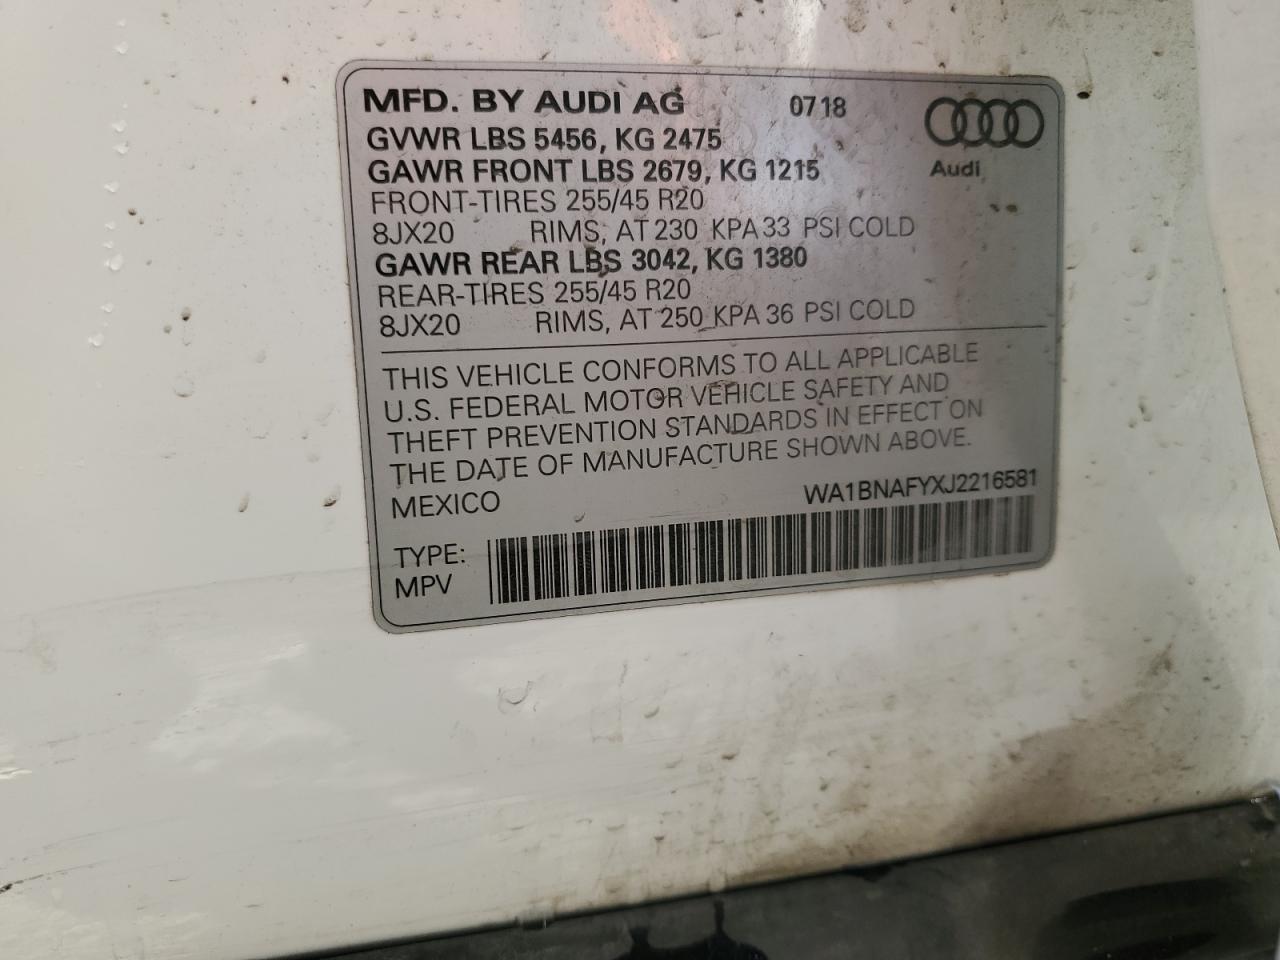 MFD. BY AUDI AG 0718
GVWR LBS 5456, KG 2475
GAWR FRONT LBS 2679, KG 1215
Audi
FRONT-TIRES 255/45 R20
8JX20 RIMS, AT 230 KPA 33 PSI COLD
GAWR REAR LBS 3042, KG 1380
REAR-TIRES 255/45 R20
8JX20 RIMS, AT 250 KPA 36 PSI COLD
THIS VEHICLE CONFORMS TO ALL APPLICABLE
U.S. FEDERAL MOTOR VEHICLE SAFETY AND
THEFT PREVENTION STANDARDS IN EFFECT ON
THE DATE OF MANUFACTURE SHOWN ABOVE.
MEXICO WA1BNAFYXJ2216581
TYPE:
MPV